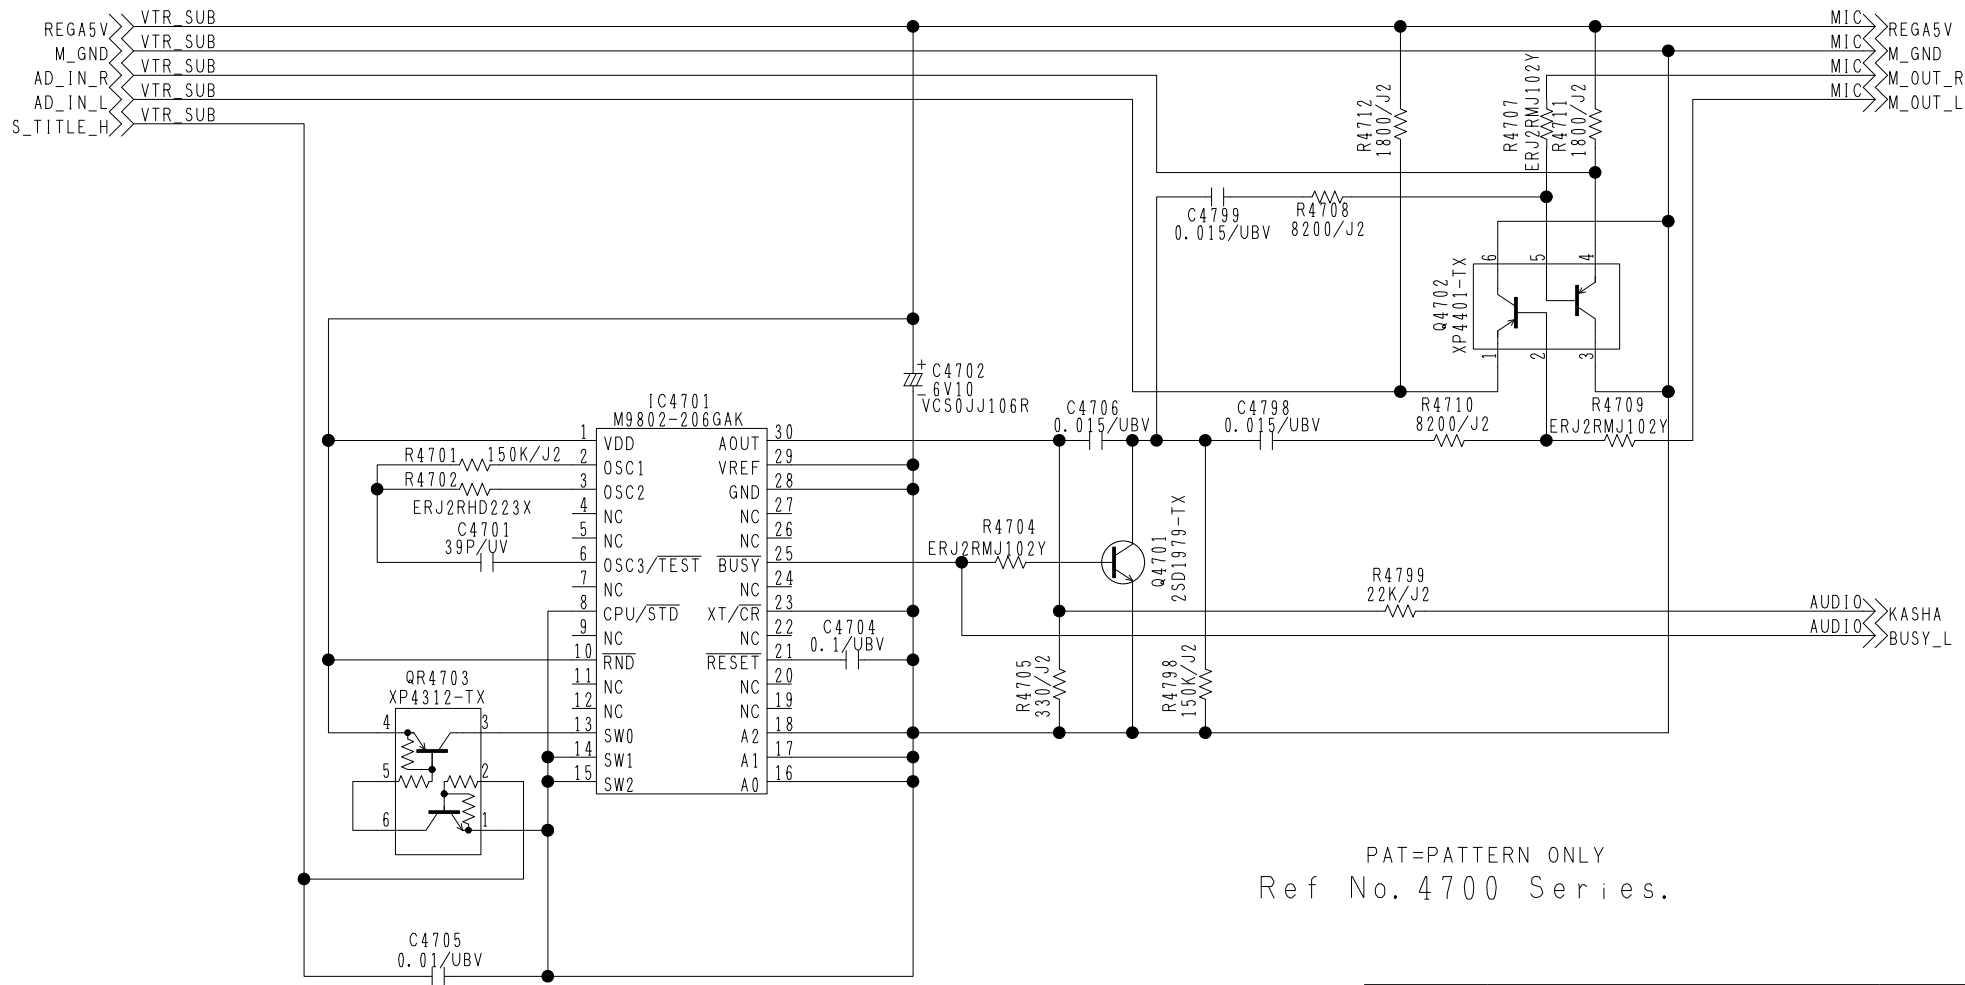 REGA5V VTR_SUB
M_GND VTR_SUB
AD_IN_R VTR_SUB
AD_IN_L VTR_SUB
S_TITLE_H VTR_SUB
MIC REGA5V
MIC M_GND
MIC M_OUT_R
MIC M_OUT_L
R4712
1800/J2
R4707
ERJ2RMJ102Y
R4711
1800/J2
C4799
0.015/UBV
R4708
8200/J2
Q4702
XP4401-TX
6 5 4
1 2 3
+ C4702
- 6V10
VCS0JJ106R
IC4701
M9802-206GAK
C4706
0.015/UBV
C4798
0.015/UBV
R4710
8200/J2
R4709
ERJ2RMJ102Y
1 VDD AOUT 30
R4701 150K/J2 2 OSC1 VREF 29
R4702 3 OSC2 GND 28
ERJ2RHD223X
4 NC NC 27
C4701
39P/UV
5 NC NC 26
6 OSC3/TEST BUSY 25
7 NC NC 24
8 CPU/STD XT/CR 23
9 NC NC 22
10 RND RESET 21
11 NC NC 20
12 NC NC 19
13 SW0 A2 18
14 SW1 A1 17
15 SW2 A0 16
R4704
ERJ2RMJ102Y
Q4701
2SD1979-TX
R4799
22K/J2
AUDIO KASHA
AUDIO BUSY_L
C4704
0.1/UBV
R4705
330/J2
R4798
150K/J2
QR4703
XP4312-TX
4 3
5 2
6 1
C4705
0.01/UBV
PAT=PATTERN ONLY
Ref No. 4700 Series.